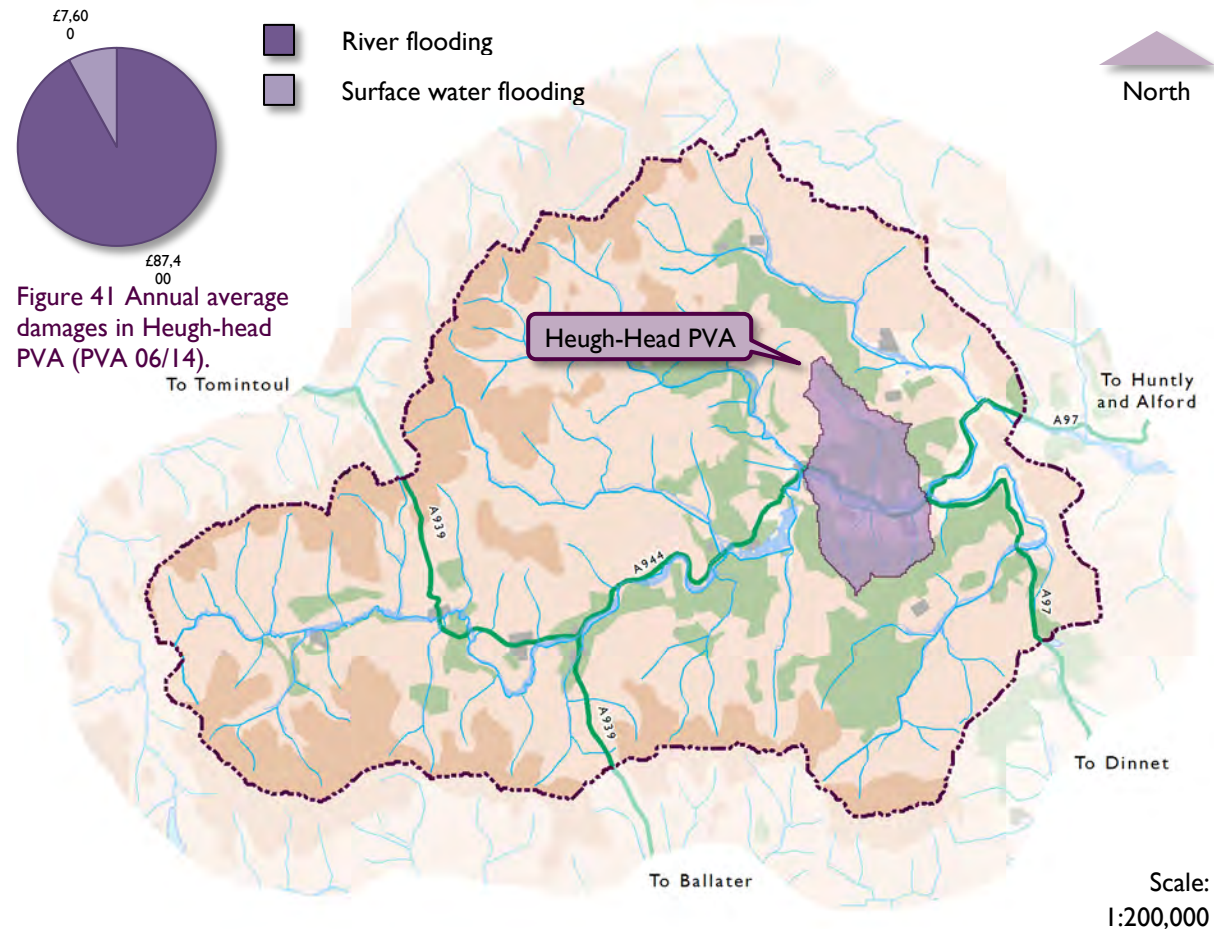 £7,60
0
River flooding
Surface water flooding
North
£87,4
00
Figure 41 Annual average
damages in Heugh-head
PVA (PVA 06/14).
Heugh-Head PVA
To Tomintoul
To Huntly
and Alford
A97
A939
A944
A97
A939
To Dinnet
To Ballater
Scale:
1:200,000